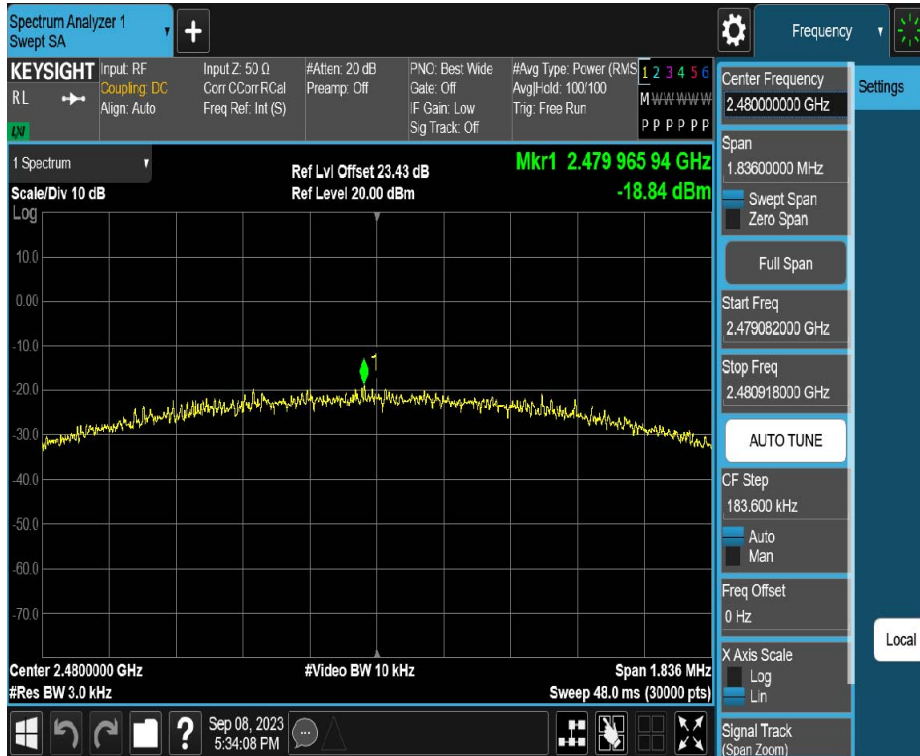 Spectrum Analyzer 1
Swept SA
+
Frequency
KEYSIGHT
RL
LXI
Input: RF
Coupling: DC
Align: Auto
Input Z: 50 Ω
Corr CCorr RCal
Freq Ref: Int (S)
#Atten: 20 dB
Preamp: Off
PNO: Best Wide
Gate: Off
IF Gain: Low
Sig Track: Off
#Avg Type: Power (RMS
Avg|Hold: 100/100
Trig: Free Run
1 2 3 4 5 6
M W W W W W
P P P P P P
1 Spectrum
Scale/Div 10 dB
Log
Ref Lvl Offset 23.43 dB
Ref Level 20.00 dBm
Mkr1 2.479 965 94 GHz
-18.84 dBm
10.0
0.00
-10.0
-20.0
-30.0
-40.0
-50.0
-60.0
-70.0
1
Center 2.4800000 GHz
#Res BW 3.0 kHz
#Video BW 10 kHz
Span 1.836 MHz
Sweep 48.0 ms (30000 pts)
Center Frequency
2.480000000 GHz
Span
1.83600000 MHz
Swept Span
Zero Span
Full Span
Start Freq
2.479082000 GHz
Stop Freq
2.480918000 GHz
AUTO TUNE
CF Step
183.600 kHz
Auto
Man
Freq Offset
0 Hz
X Axis Scale
Log
Lin
Signal Track
(Span Zoom)
Settings
Local
?
Sep 08, 2023
5:34:08 PM